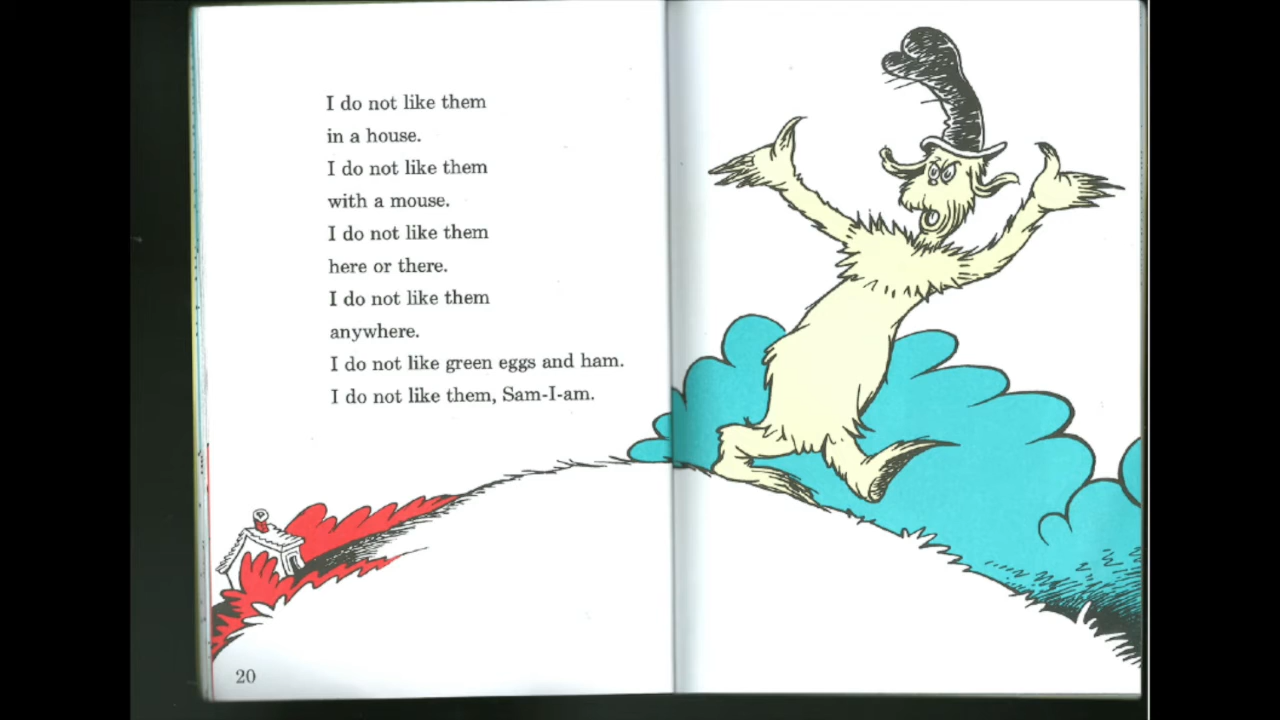 I do not like them
in a house.
I do not like them
with a mouse.
I do not like them
here or there.
I do not like them
anywhere.
I do not like green eggs and ham.
I do not like them, Sam-I-am.
20